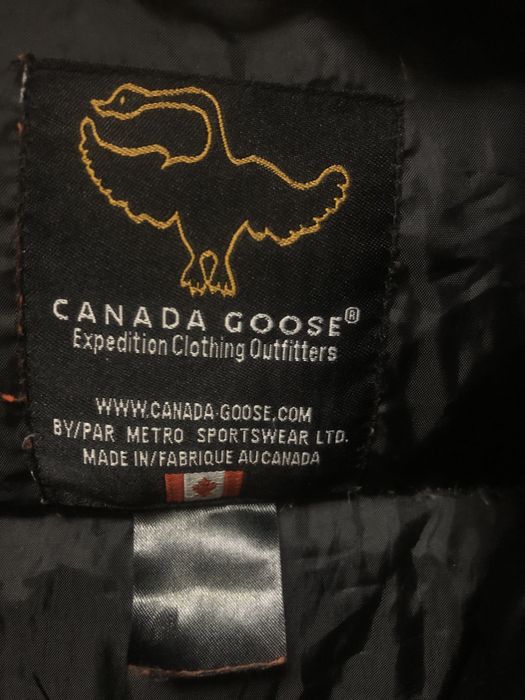 CANADA GOOSE®
Expedition Clothing Outfitters
WWW.CANADA-GOOSE.COM
BY/PAR METRO SPORTSWEAR LTD.
MADE IN/FABRIQUE AU CANADA